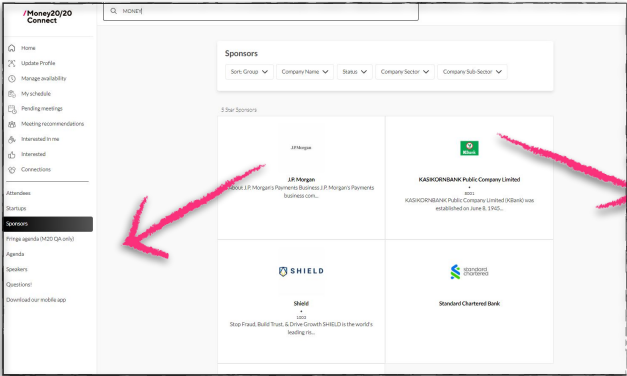 /Money20/20
Connect
MONEY
Home
Update Profile
Manage availability
My schedule
Pending meetings
Meeting recommendations
Interested in me
Interested
Connections
Attendees
Startups
Sponsors
Fringe agenda (M20 QA only)
Agenda
Speakers
Questions!
Download our mobile app
Sponsors
Sort: Group
Company Name
Status
Company Sector
Company Sub-Sector
5 Star Sponsors
J.P.Morgan
J.P. Morgan
About J.P. Morgan's Payments Business J.P. Morgan's Payments
business com...
KBank
KASIKORNBANK Public Company Limited
KASIKORNBANK Public Company Limited (KBank) was
established on June 8, 1945...
SHIELD
Shield
1003
Stop Fraud, Build Trust, & Drive Growth SHIELD is the world's
leading ris...
standard
chartered
Standard Chartered Bank